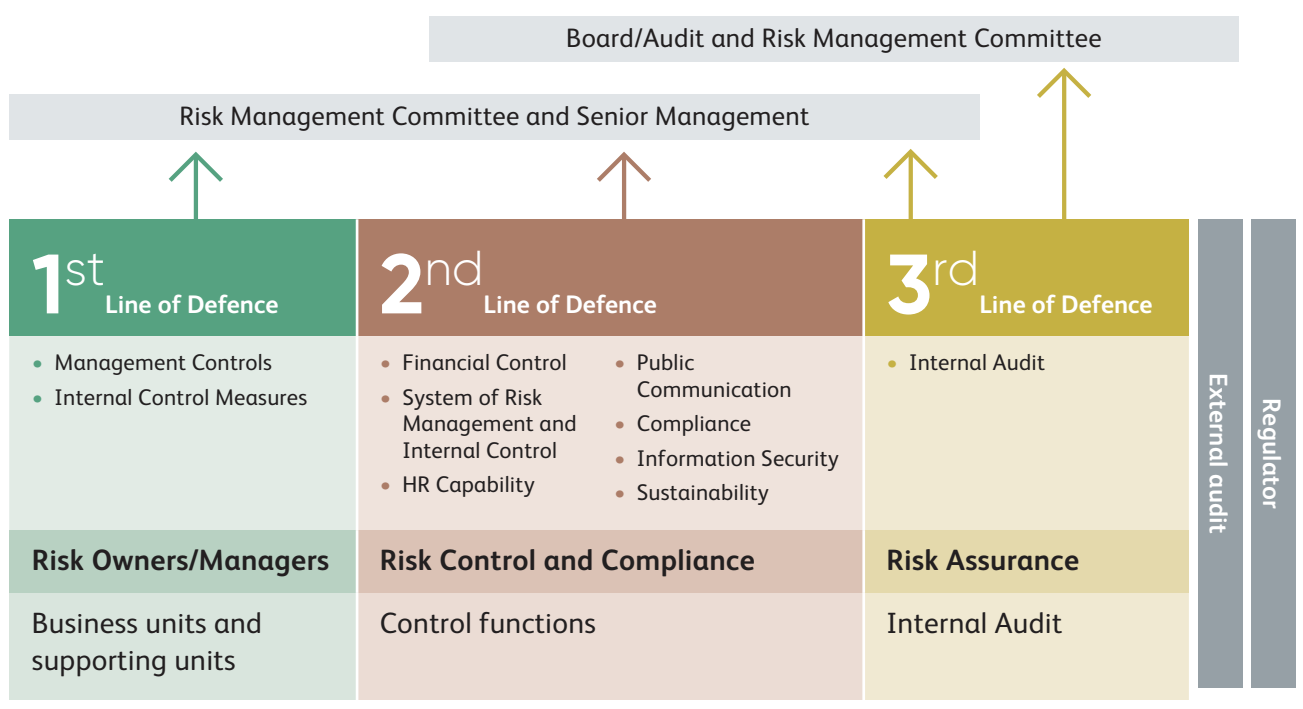 Board/Audit and Risk Management Committee
Risk Management Committee and Senior Management
1st
Line of Defence
• Management Controls
• Internal Control Measures
Risk Owners/Managers
Business units and
supporting units
2nd
Line of Defence
• Financial Control
• System of Risk
Management and
Internal Control
• HR Capability
• Public
Communication
• Compliance
• Information Security
• Sustainability
Risk Control and Compliance
Control functions
3rd
Line of Defence
• Internal Audit
Risk Assurance
Internal Audit
External audit
Regulator